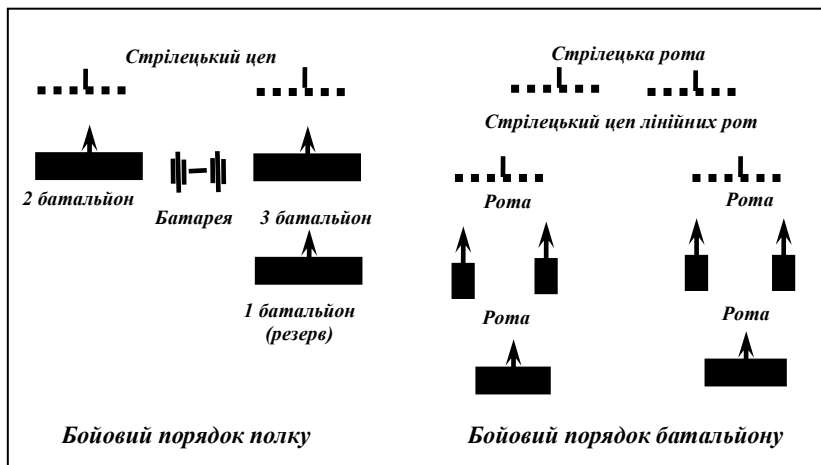 Стрілецький цеп
2 батальйон
Батарея
3 батальйон
1 батальйон
(резерв)
Бойовий порядок полку
Стрілецька рота
Стрілецький цеп лінійних рот
Рота
Рота
Рота
Рота
Бойовий порядок батальйону